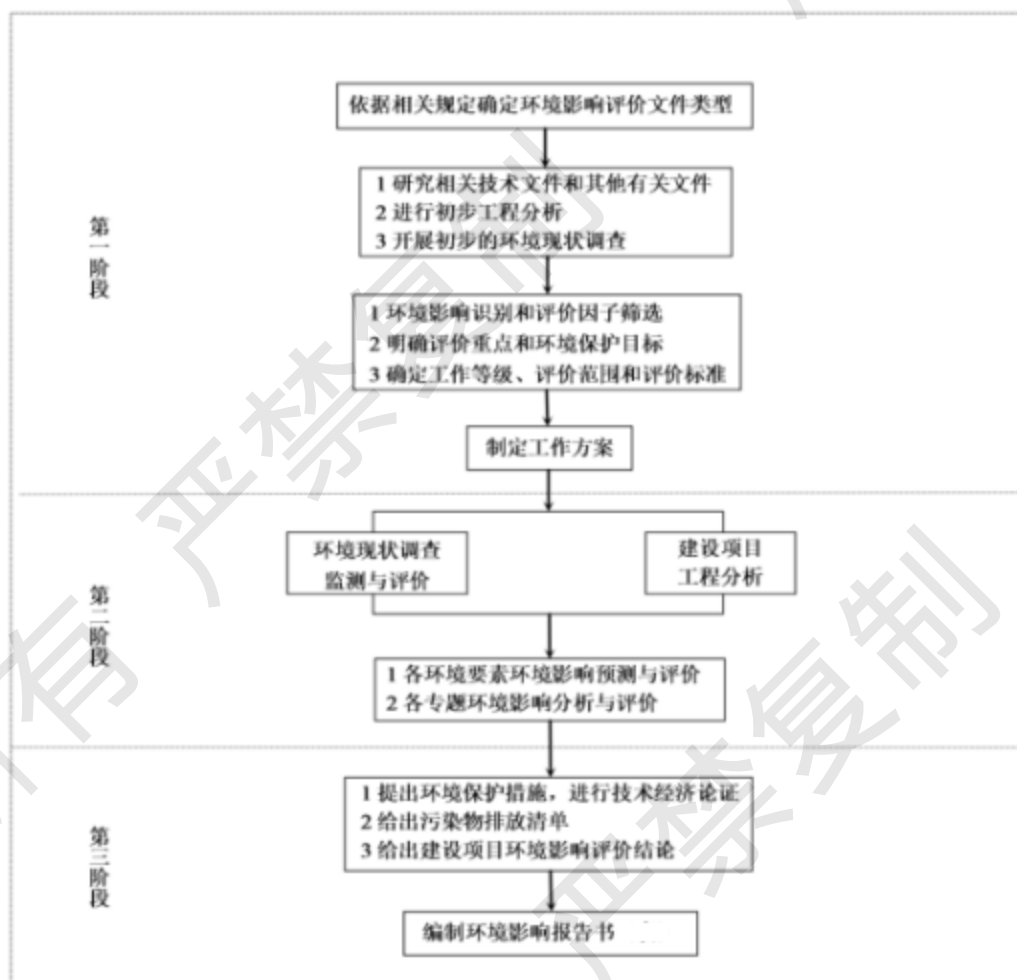 依据相关规定确定环境影响评价文件类型
1 研究相关技术文件和其他有关文件
2 进行初步工程分析
3 开展初步的环境现状调查
第一阶段
1 环境影响识别和评价因子筛选
2 明确评价重点和环境保护目标
3 确定工作等级、评价范围和评价标准
制定工作方案
环境现状调查
监测与评价
建设项目
工程分析
第二阶段
1 各环境要素环境影响预测与评价
2 各专题环境影响分析与评价
第三阶段
1 提出环境保护措施，进行技术经济论证
2 给出污染物排放清单
3 给出建设项目环境影响评价结论
编制环境影响报告书
严禁复制
有 严禁复制